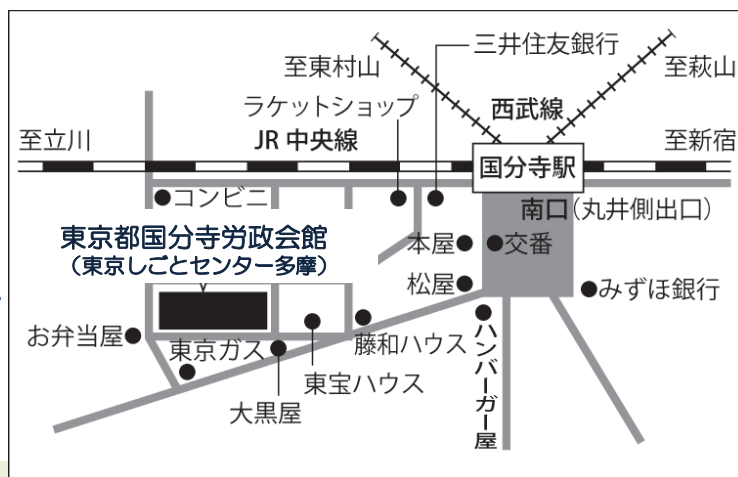 三井住友銀行
至東村山
至萩山
ラケットショップ
西武線
至立川
JR中央線
至新宿
国分寺駅
コンビニ
南口(丸井側出口)
東京都国分寺労政会館
(東京しごとセンター多摩)
本屋
交番
松屋
みずほ銀行
お弁当屋
東京ガス
藤和ハウス
ハンバーガー屋
東宝ハウス
大黒屋